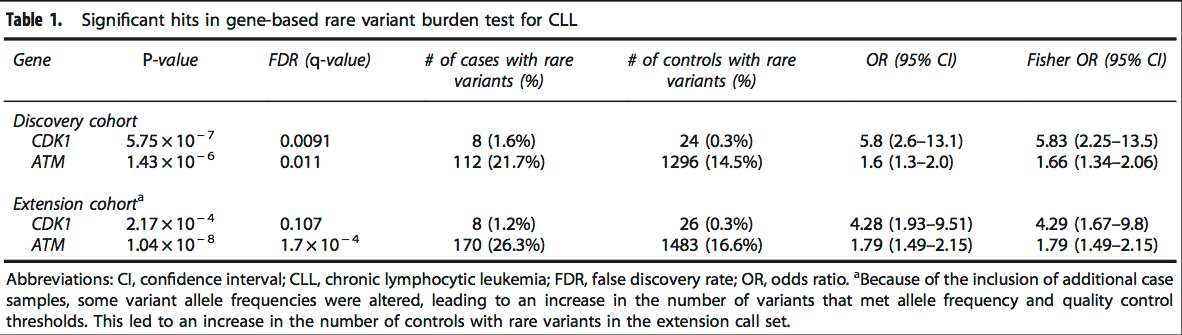 Table 1. Significant hits in gene-based rare variant burden test for CLL
Gene P-value FDR (q-value) # of cases with rare variants (%) # of controls with rare variants (%) OR (95% CI) Fisher OR (95% CI)
Discovery cohort
CDK1 5.75 × 10⁻⁷ 0.0091 8 (1.6%) 24 (0.3%) 5.8 (2.6–13.1) 5.83 (2.25–13.5)
ATM 1.43 × 10⁻⁶ 0.011 112 (21.7%) 1296 (14.5%) 1.6 (1.3–2.0) 1.66 (1.34–2.06)
Extension cohortᵃ
CDK1 2.17 × 10⁻⁴ 0.107 8 (1.2%) 26 (0.3%) 4.28 (1.93–9.51) 4.29 (1.67–9.8)
ATM 1.04 × 10⁻⁸ 1.7 × 10⁻⁴ 170 (26.3%) 1483 (16.6%) 1.79 (1.49–2.15) 1.79 (1.49–2.15)
Abbreviations: CI, confidence interval; CLL, chronic lymphocytic leukemia; FDR, false discovery rate; OR, odds ratio. ᵃBecause of the inclusion of additional case
samples, some variant allele frequencies were altered, leading to an increase in the number of variants that met allele frequency and quality control
thresholds. This led to an increase in the number of controls with rare variants in the extension call set.